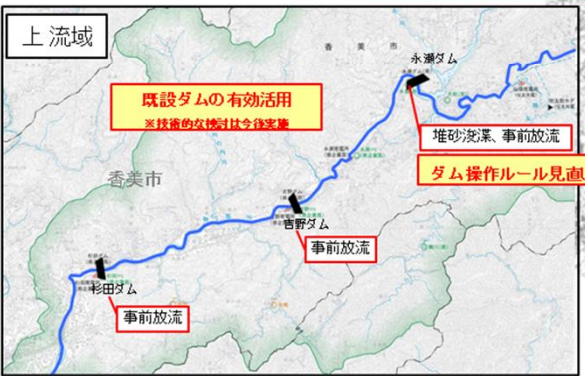 上流域
香美市
永瀬ダム
既設ダムの有効活用
※技術的な検討は今後実施
堆砂浚渫、事前放流
ダム操作ルール見直
香美市
吉野ダム
事前放流
杉田ダム
事前放流